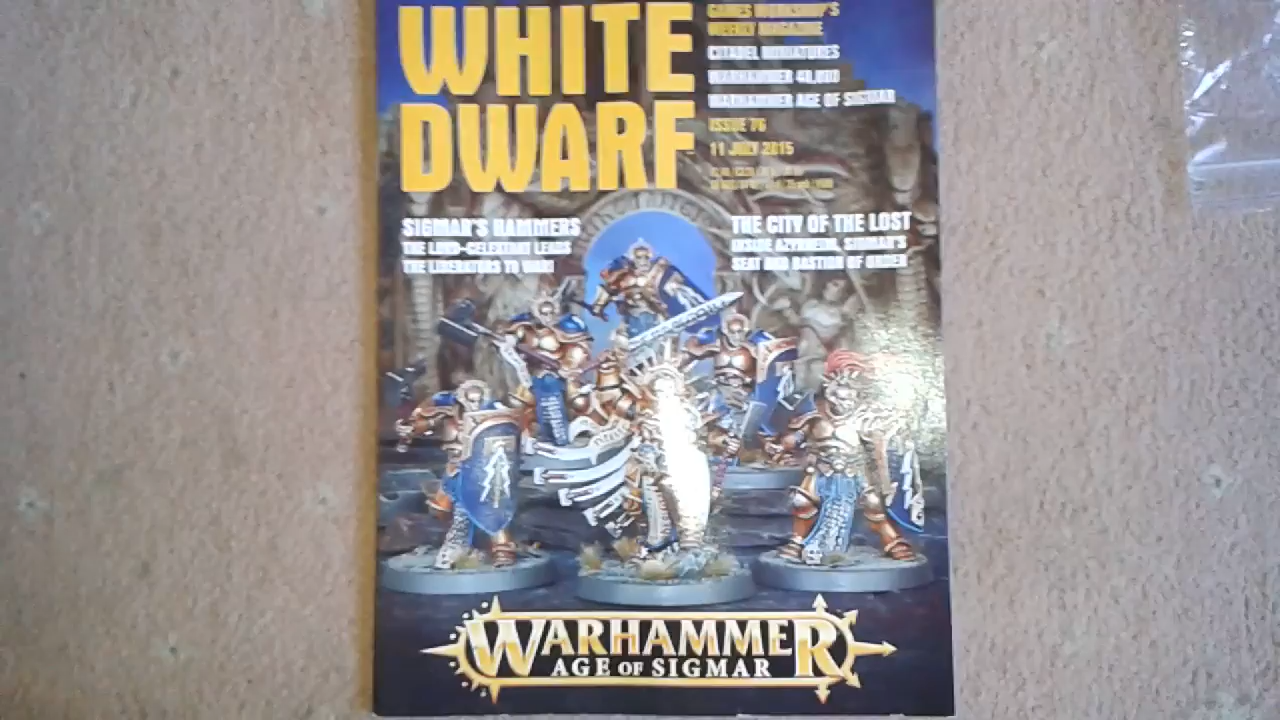 WHITE
DWARF
GAMES WORKSHOP'S
WEEKLY MAGAZINE
CITADEL MINIATURES
WARHAMMER 40,000
WARHAMMER AGE OF SIGMAR
ISSUE 76
11 JULY 2015
SIGMAR'S HAMMERS
THE LORD-CELESTANT LEADS
THE LIBERATORS TO WAR!
THE CITY OF THE LOST
INSIDE AZYRHEIM, SIGMAR'S
SEAT AND BASTION OF ORDER
WARHAMMER
AGE OF SIGMAR